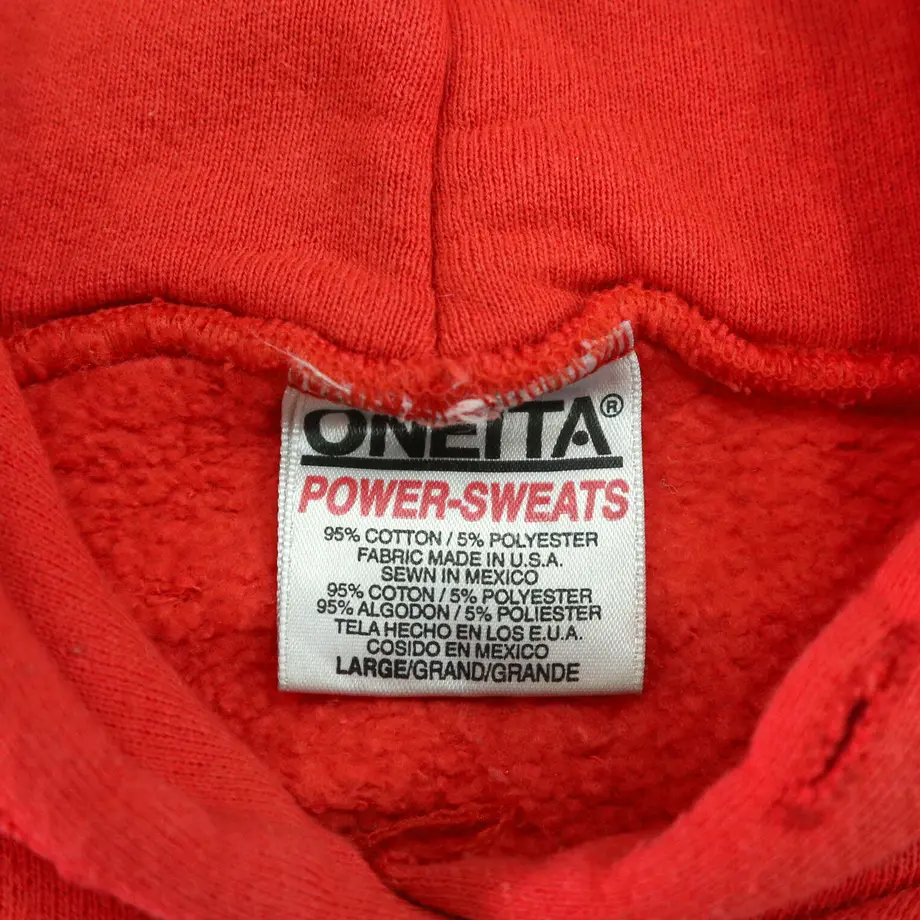 ONEITA®
POWER-SWEATS
95% COTTON / 5% POLYESTER
FABRIC MADE IN U.S.A.
SEWN IN MEXICO
95% COTON / 5% POLYESTER
95% ALGODON / 5% POLIESTER
TELA HECHO EN LOS E.U.A.
COSIDO EN MEXICO
LARGE/GRAND/GRANDE